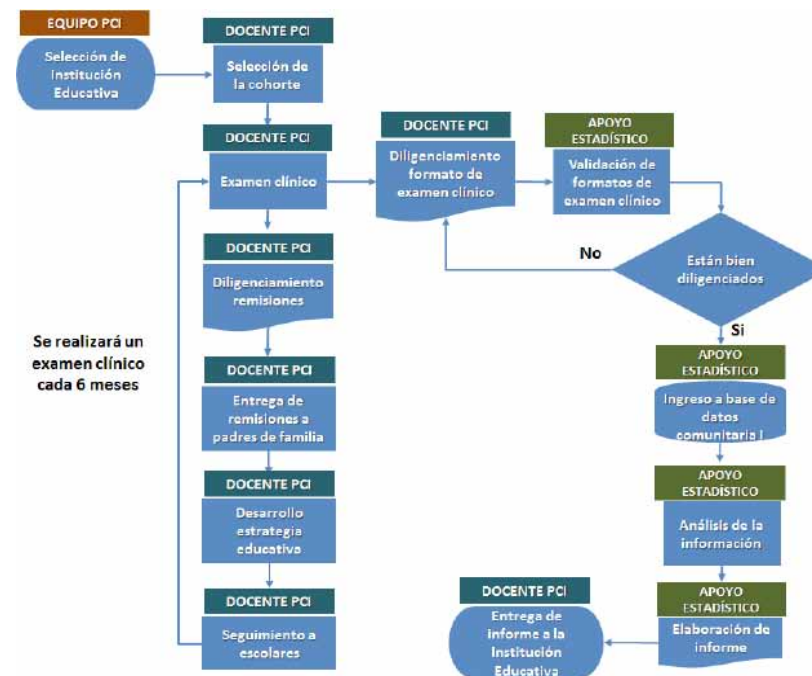 EQUIPO PCI
Selección de
Institución
Educativa
DOCENTE PCI
Selección de
la cohorte
DOCENTE PCI
Examen clínico
DOCENTE PCI
Diligenciamiento
formato de
examen clínico
APOYO
ESTADÍSTICO
Validación de
formatos de
examen clínico
No
Están bien
diligenciados
Si
DOCENTE PCI
Diligenciamiento
remisiones
Se realizará un
examen clínico
cada 6 meses
DOCENTE PCI
Entrega de
remisiones a
padres de familia
DOCENTE PCI
Desarrollo
estrategia
educativa
DOCENTE PCI
Seguimiento a
escolares
APOYO
ESTADÍSTICO
Ingreso a base de
datos
comunitaria I
APOYO
ESTADÍSTICO
Análisis de la
información
APOYO
ESTADÍSTICO
Elaboración de
informe
DOCENTE PCI
Entrega de
informe a la
Institución
Educativa